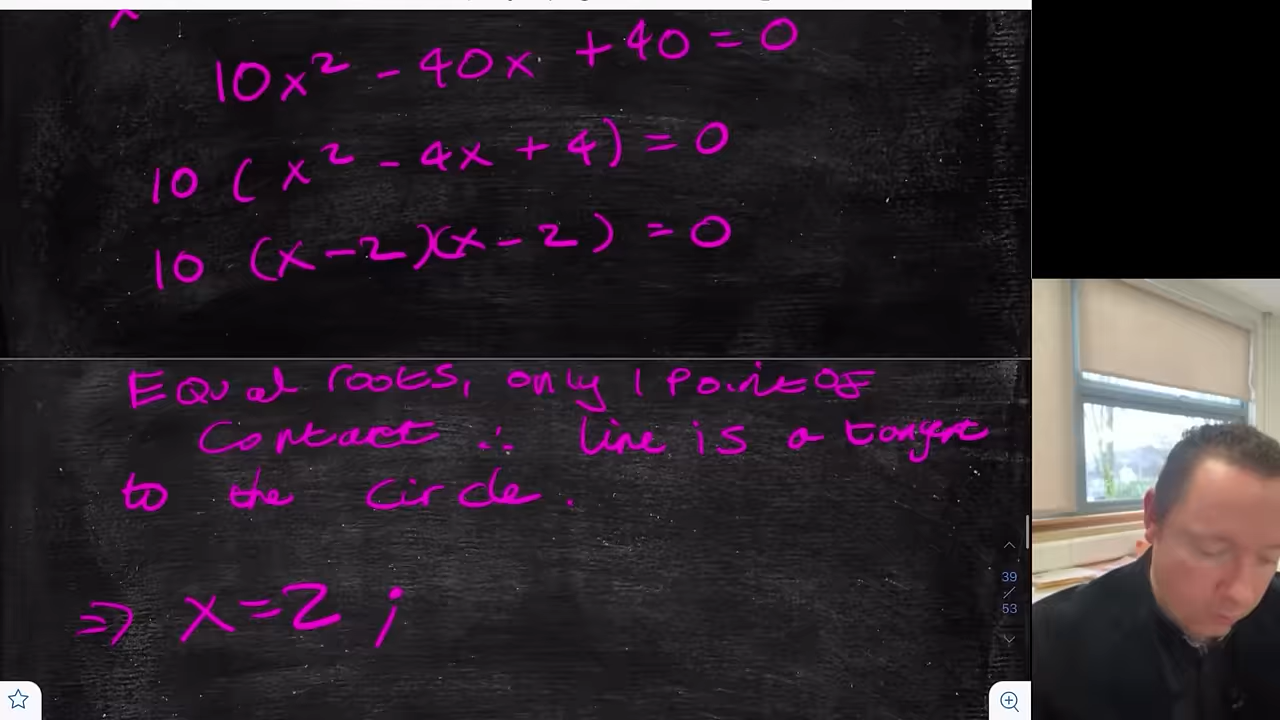 10x² - 40x + 40 = 0
10 (x² - 4x + 4) = 0
10 (x - 2)(x - 2) = 0
Equal roots, only 1 point of
contact ∴ line is a tangent
to the circle.
⇒ x = 2 ;
39
/
53